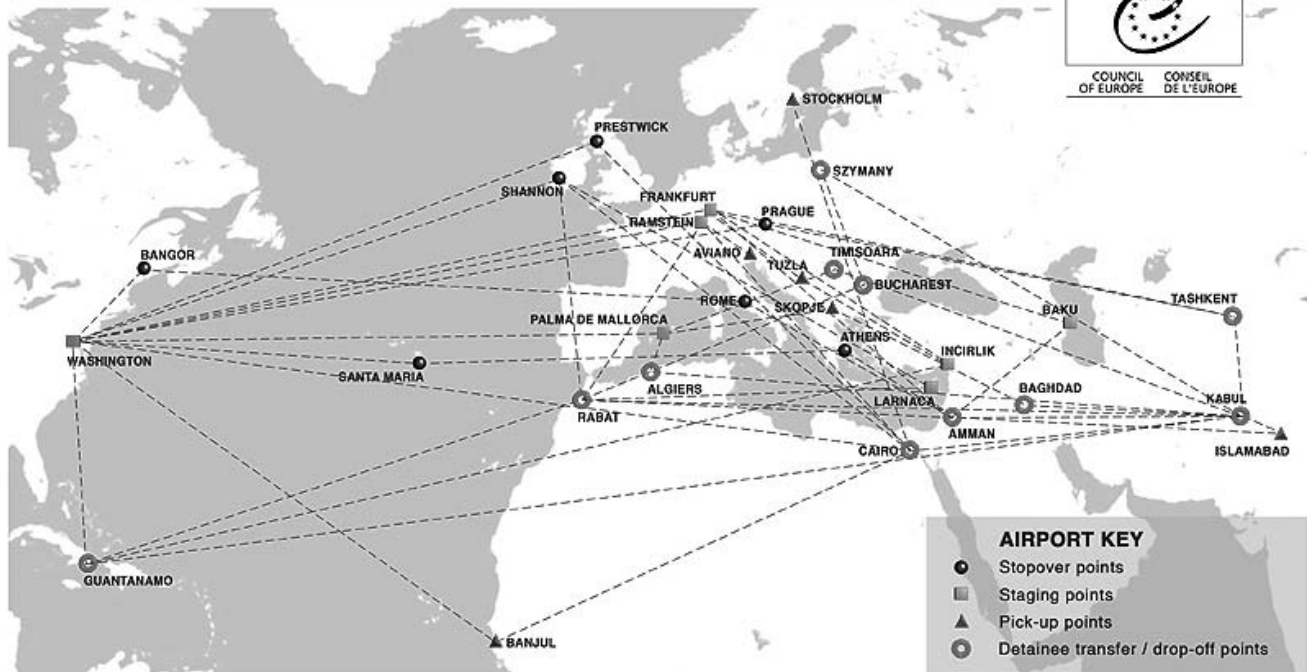 COUNCIL CONSEIL
OF EUROPE DE L'EUROPE
STOCKHOLM
PRESTWICK
SZYMANY
SHANNON
FRANKFURT
RAMSTEIN
PRAGUE
BANGOR
AVIANO
TIMISOARA
TUZLA
BUCHAREST
ROME
SKOPJE
BAKU
TASHKENT
PALMA DE MALLORCA
WASHINGTON
SANTA MARIA
ATHENS
INCIRLIK
ALGIERS
LARNACA
BAGHDAD
KABUL
RABAT
AMMAN
CAIRO
ISLAMABAD
GUANTANAMO
BANJUL
AIRPORT KEY
Stopover points
Staging points
Pick-up points
Detainee transfer / drop-off points